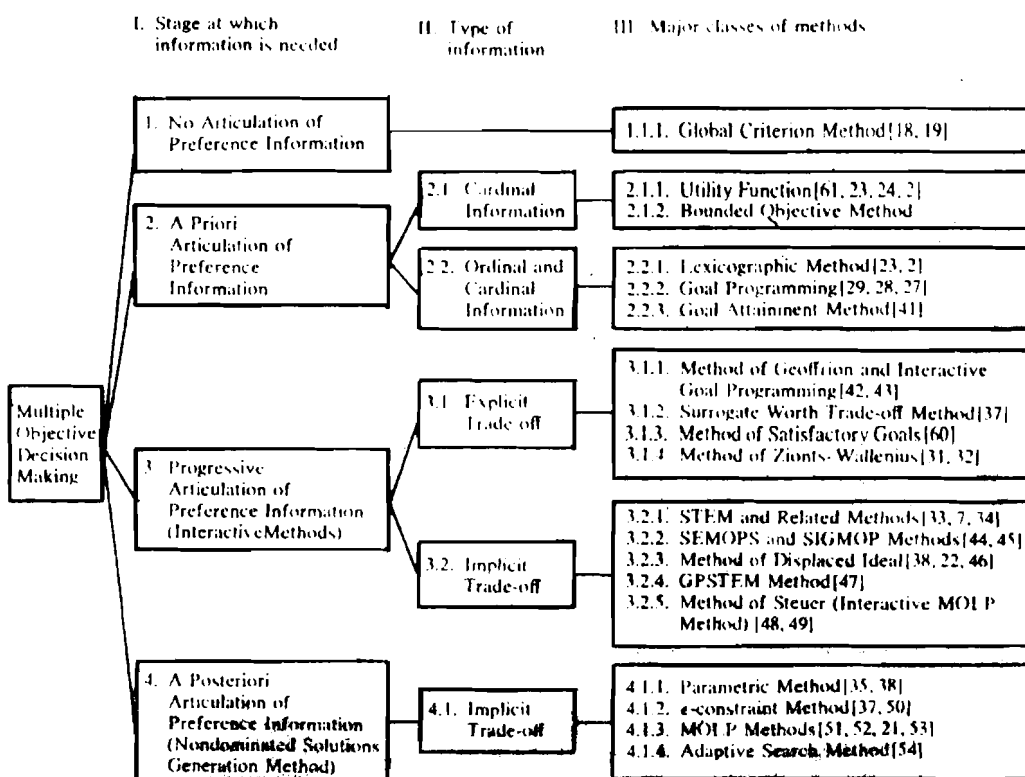 I. Stage at which
information is needed
II. Type of
information
III. Major classes of methods
Multiple
Objective
Decision
Making
1. No Articulation of
Preference Information
1.1.1. Global Criterion Method[18, 19]
2. A Priori
Articulation of
Preference
Information
2.1. Cardinal
Information
2.1.1. Utility Function[61, 23, 24, 2]
2.1.2. Bounded Objective Method
2.2. Ordinal and
Cardinal
Information
2.2.1. Lexicographic Method[23, 2]
2.2.2. Goal Programming[29, 28, 27]
2.2.3. Goal Attainment Method[41]
3. Progressive
Articulation of
Preference Information
(InteractiveMethods)
3.1. Explicit
Trade-off
3.1.1. Method of Geoffrion and Interactive
Goal Programming[42, 43]
3.1.2. Surrogate Worth Trade-off Method[37]
3.1.3. Method of Satisfactory Goals[60]
3.1.4 Method of Zionts-Wallenius[31, 32]
3.2. Implicit
Trade-off
3.2.1. STEM and Related Methods[33, 7, 34]
3.2.2. SEMOPS and SIGMOP Methods[44, 45]
3.2.3. Method of Displaced Ideal[38, 22, 46]
3.2.4. GPSTEM Method[47]
3.2.5. Method of Steuer (Interactive MOLP
Method) [48, 49]
4. A Posteriori
Articulation of
Preference Information
(Nondominated Solutions
Generation Method)
4.1. Implicit
Trade-off
4.1.1. Parametric Method[35, 38]
4.1.2. ε-constraint Method[37, 50]
4.1.3. MOLP Methods[51, 52, 21, 53]
4.1.4. Adaptive Search Method[54]